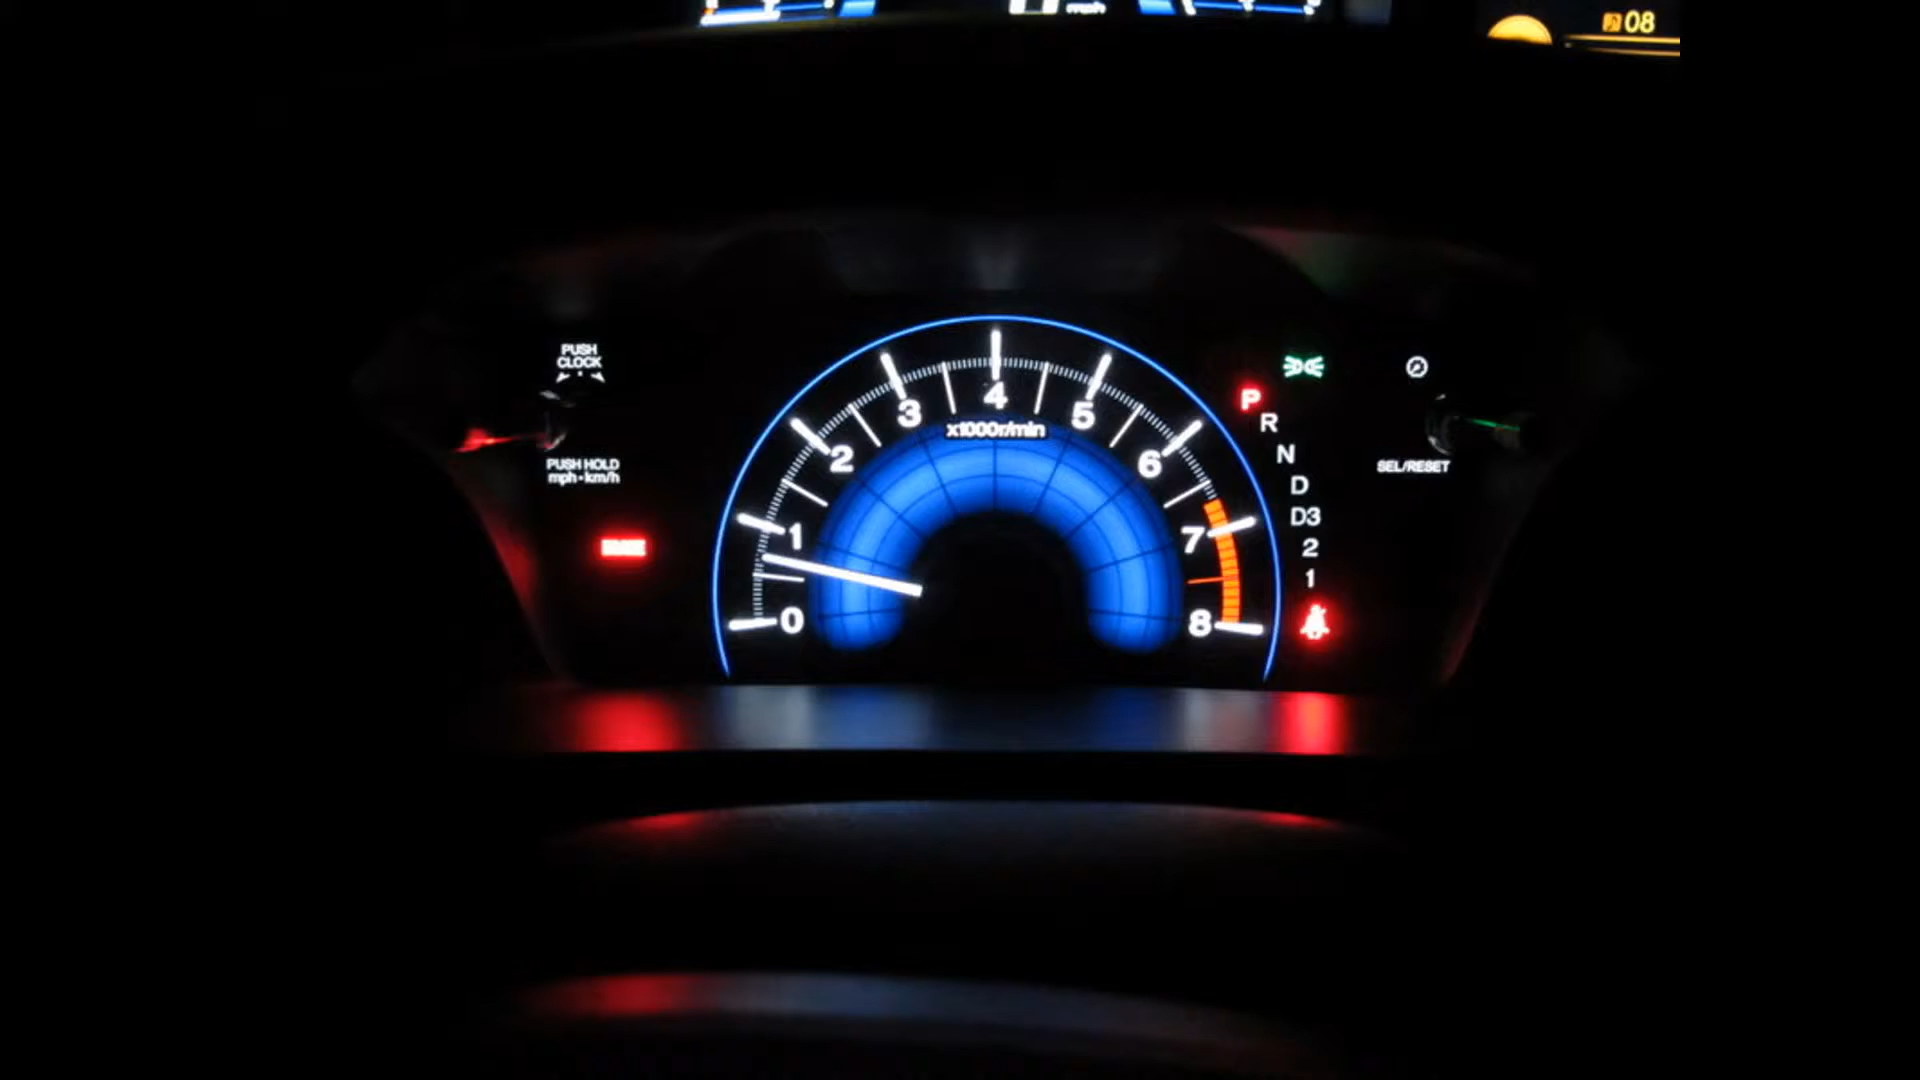 mph
08
PUSH
CLOCK
PUSH HOLD
mph•km/h
BRAKE
0
1
2
3
4
5
6
7
8
x1000r/min
P
R
N
D
D3
2
1
SEL/RESET